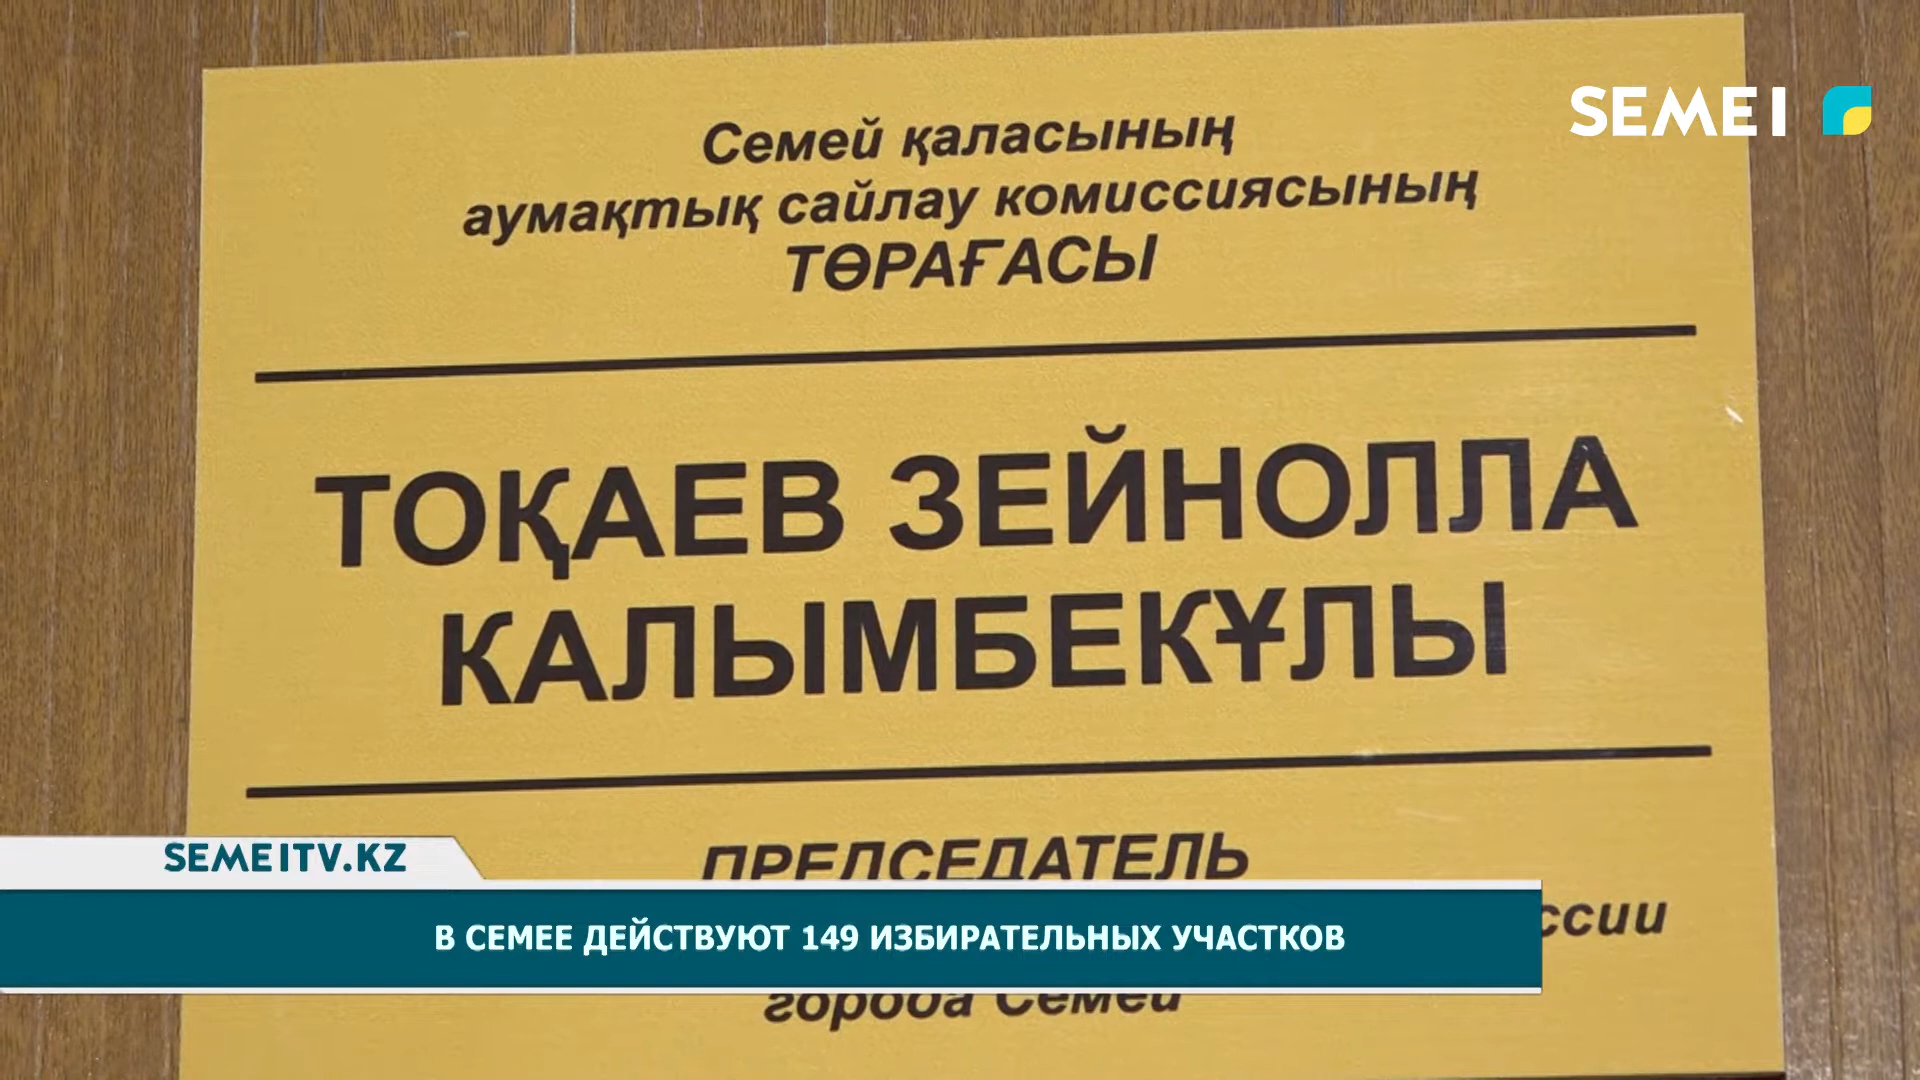 SEMEI
Семей қаласының
аумақтық сайлау комиссиясының
ТӨРАҒАСЫ
ТОҚАЕВ ЗЕЙНОЛЛА
КАЛЫМБЕКҰЛЫ
ПРЕДСЕДАТЕЛЬ
SEMEITV.KZ
В СЕМЕЕ ДЕЙСТВУЮТ 149 ИЗБИРАТЕЛЬНЫХ УЧАСТКОВ
города Семей